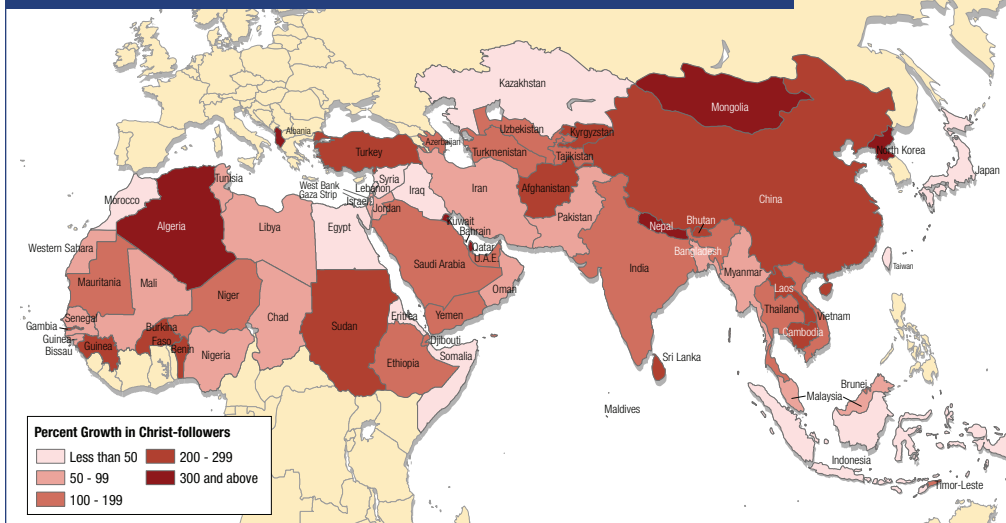 Kazakhstan
Mongolia
Albania
Uzbekistan
Kyrgyzstan
Azerbaijan
Turkey
Turkmenistan
Tajikistan
North Korea
Japan
Tunisia
Syria
West Bank
Gaza Strip
Lebanon
Israel
Iraq
Iran
Afghanistan
China
Morocco
Jordan
Pakistan
Algeria
Libya
Egypt
Kuwait
Bahrain
Nepal
Bhutan
Western Sahara
Qatar
U.A.E.
Bangladesh
Saudi Arabia
India
Taiwan
Mauritania
Mali
Niger
Oman
Myanmar
Laos
Senegal
Chad
Sudan
Eritrea
Yemen
Thailand
Vietnam
Gambia
Guinea
Bissau
Guinea
Burkina
Faso
Benin
Nigeria
Djibouti
Cambodia
Ethiopia
Somalia
Sri Lanka
Brunei
Malaysia
Maldives
Indonesia
Timor-Leste
Percent Growth in Christ-followers
Less than 50
200 - 299
50 - 99
300 and above
100 - 199